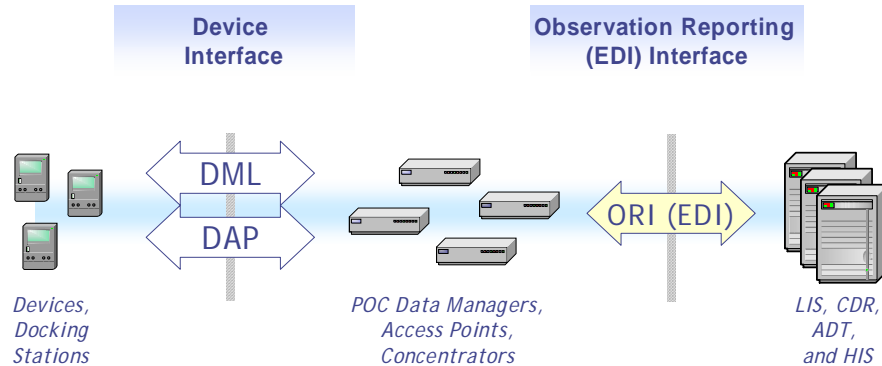 Device
Interface
Observation Reporting
(EDI) Interface
DML
DAP
ORI (EDI)
Devices,
Docking
Stations
POC Data Managers,
Access Points,
Concentrators
LIS, CDR,
ADT,
and HIS